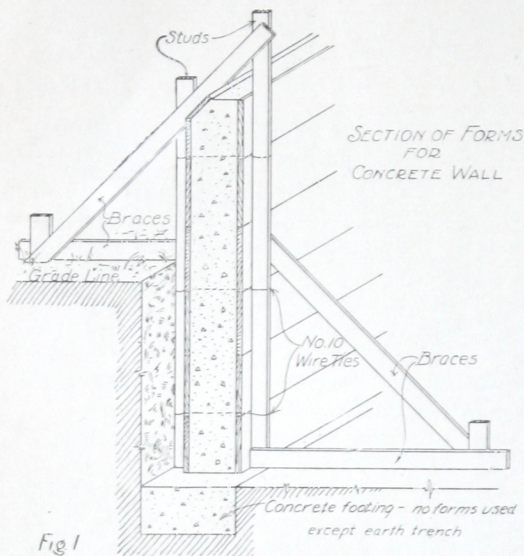 Studs
SECTION OF FORMS
FOR
CONCRETE WALL
Braces
Grade Line
No.10
Wire Ties
Braces
Concrete footing - no forms used
except earth trench
Fig 1